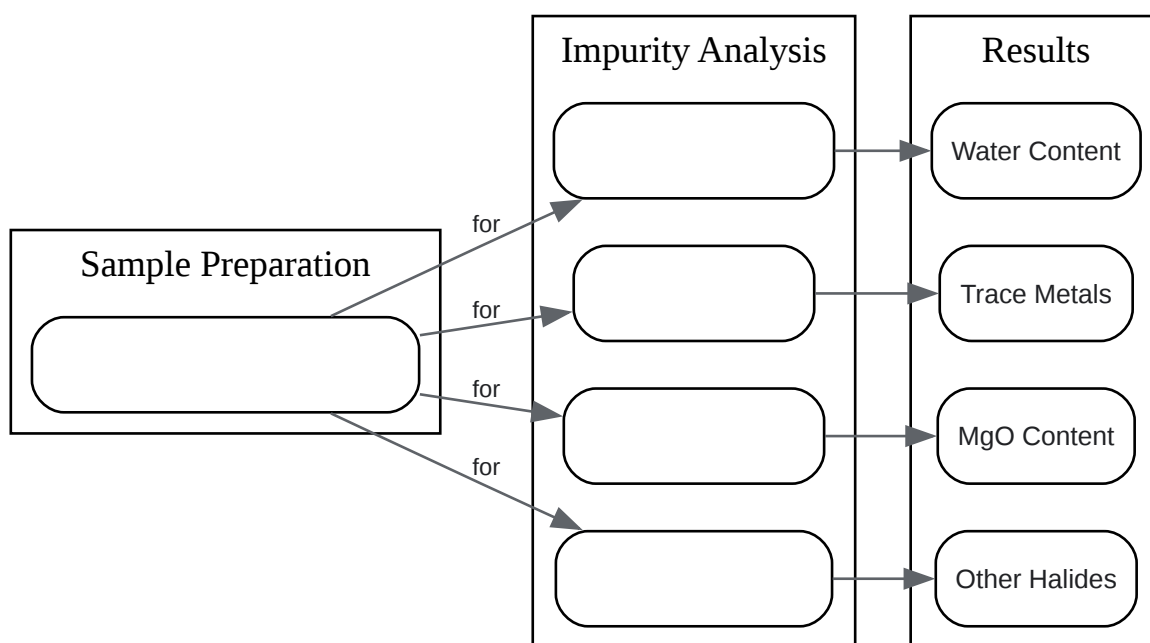 Impurity Analysis
Results
Water Content
for
Sample Preparation
for
Trace Metals
for
MgO Content
for
Other Halides